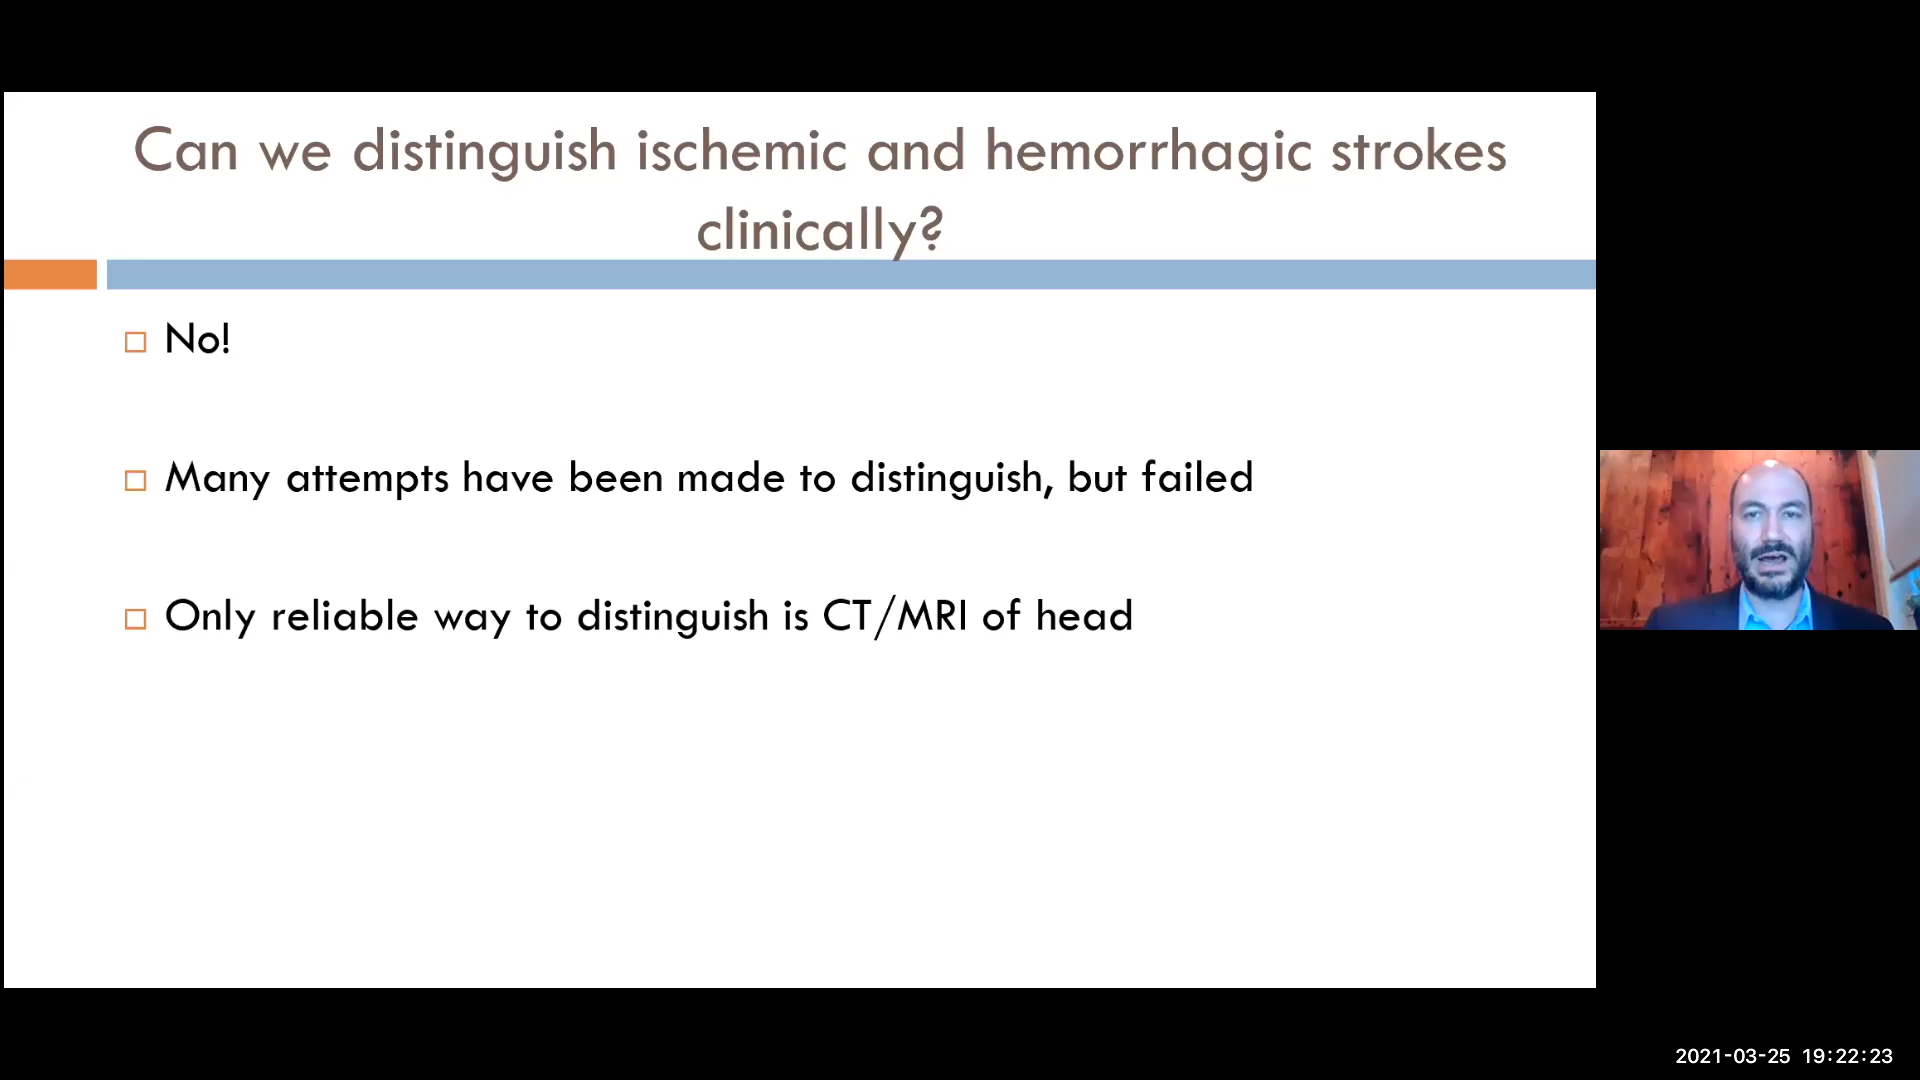 Can we distinguish ischemic and hemorrhagic strokes
clinically?
No!
Many attempts have been made to distinguish, but failed
Only reliable way to distinguish is CT/MRI of head
2021-03-25 19:22:23